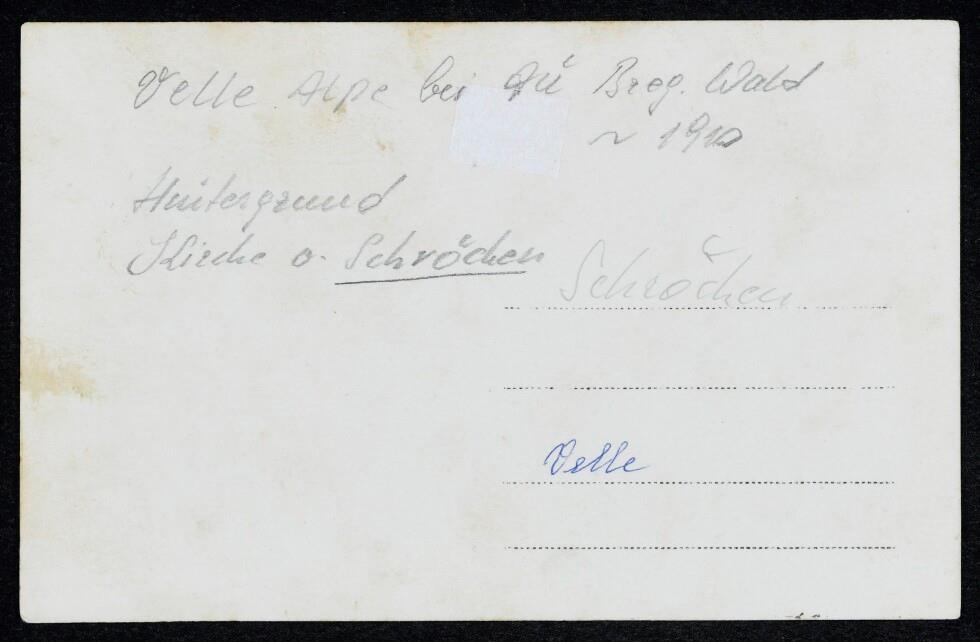 Velle Alpe bei Au Breg. Wald
~ 1910
Hintergrund
Kirche v. Schröcken
Schröcken
Velle